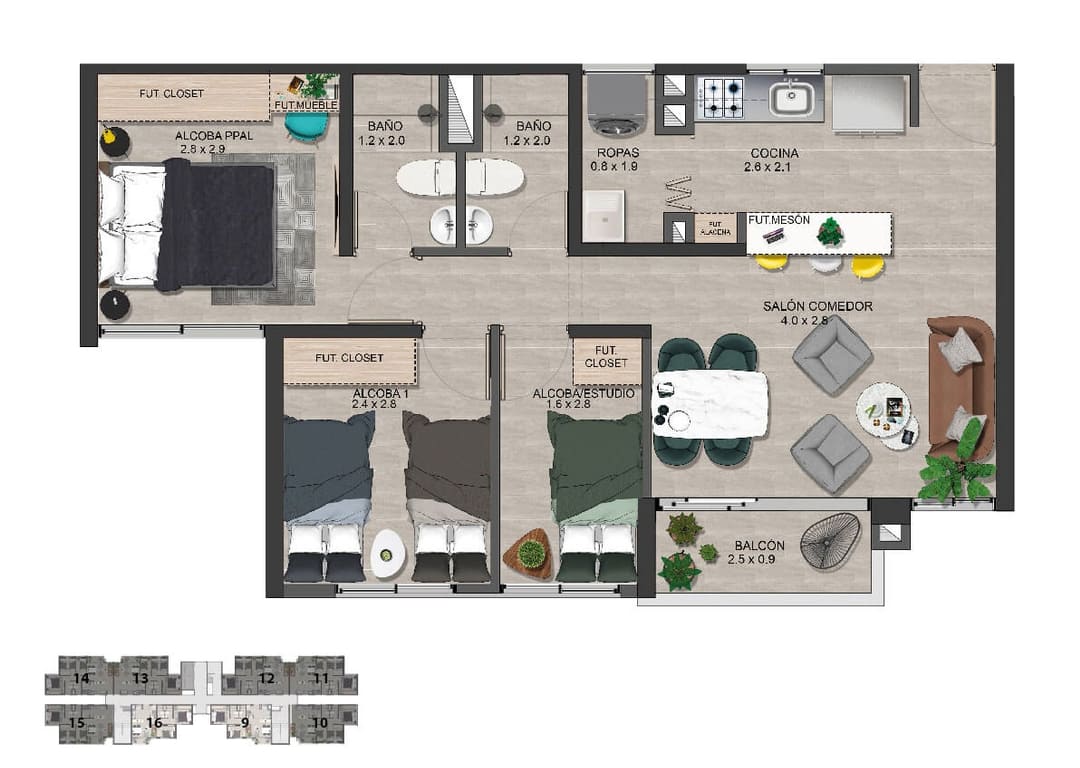 FUT. CLOSET
FUT.MUEBLE
ALCOBA PPAL
2.8 x 2.9
BAÑO
1.2 x 2.0
BAÑO
1.2 x 2.0
ROPAS
0.8 x 1.9
COCINA
2.6 x 2.1
FUT.
ALACENA
FUT.MESÓN
SALÓN COMEDOR
4.0 x 2.8
FUT. CLOSET
ALCOBA 1
2.4 x 2.8
FUT.
CLOSET
ALCOBA/ESTUDIO
1.6 x 2.8
BALCÓN
2.5 x 0.9
14 13 12 11
15 16 9 10